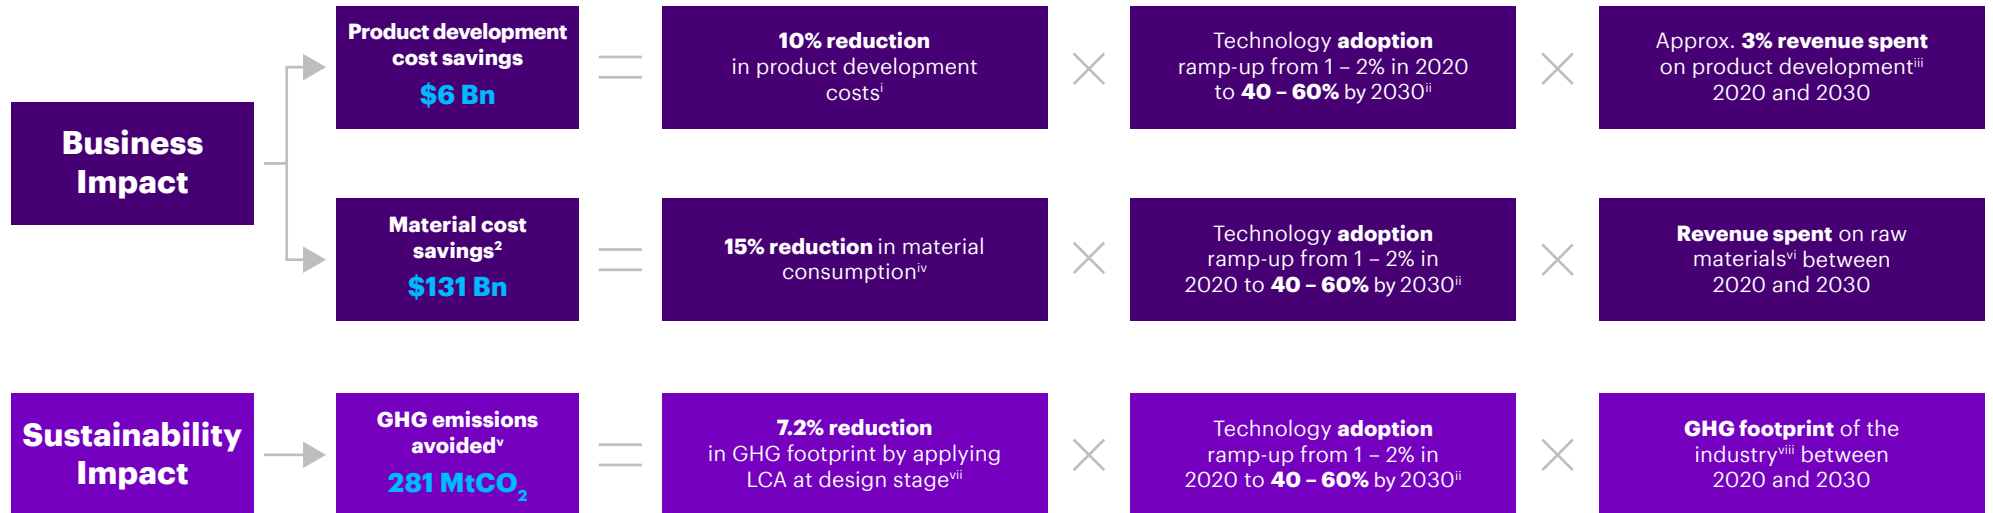 Business
Impact
Product development
cost savings
$6 Bn
10% reduction
in product development
costsⁱ
Technology adoption
ramp-up from 1 – 2% in 2020
to 40 – 60% by 2030ⁱⁱ
Approx. 3% revenue spent
on product developmentⁱⁱⁱ
2020 and 2030
Material cost
savings²
$131 Bn
15% reduction in material
consumptionⁱᵛ
Technology adoption
ramp-up from 1 – 2% in
2020 to 40 – 60% by 2030ⁱⁱ
Revenue spent on raw
materialsᵛⁱ between
2020 and 2030
Sustainability
Impact
GHG emissions
avoidedᵛ
281 MtCO₂
7.2% reduction
in GHG footprint by applying
LCA at design stageᵛⁱⁱ
Technology adoption
ramp-up from 1 – 2% in
2020 to 40 – 60% by 2030ⁱⁱ
GHG footprint of the
industryᵛⁱⁱⁱ between
2020 and 2030